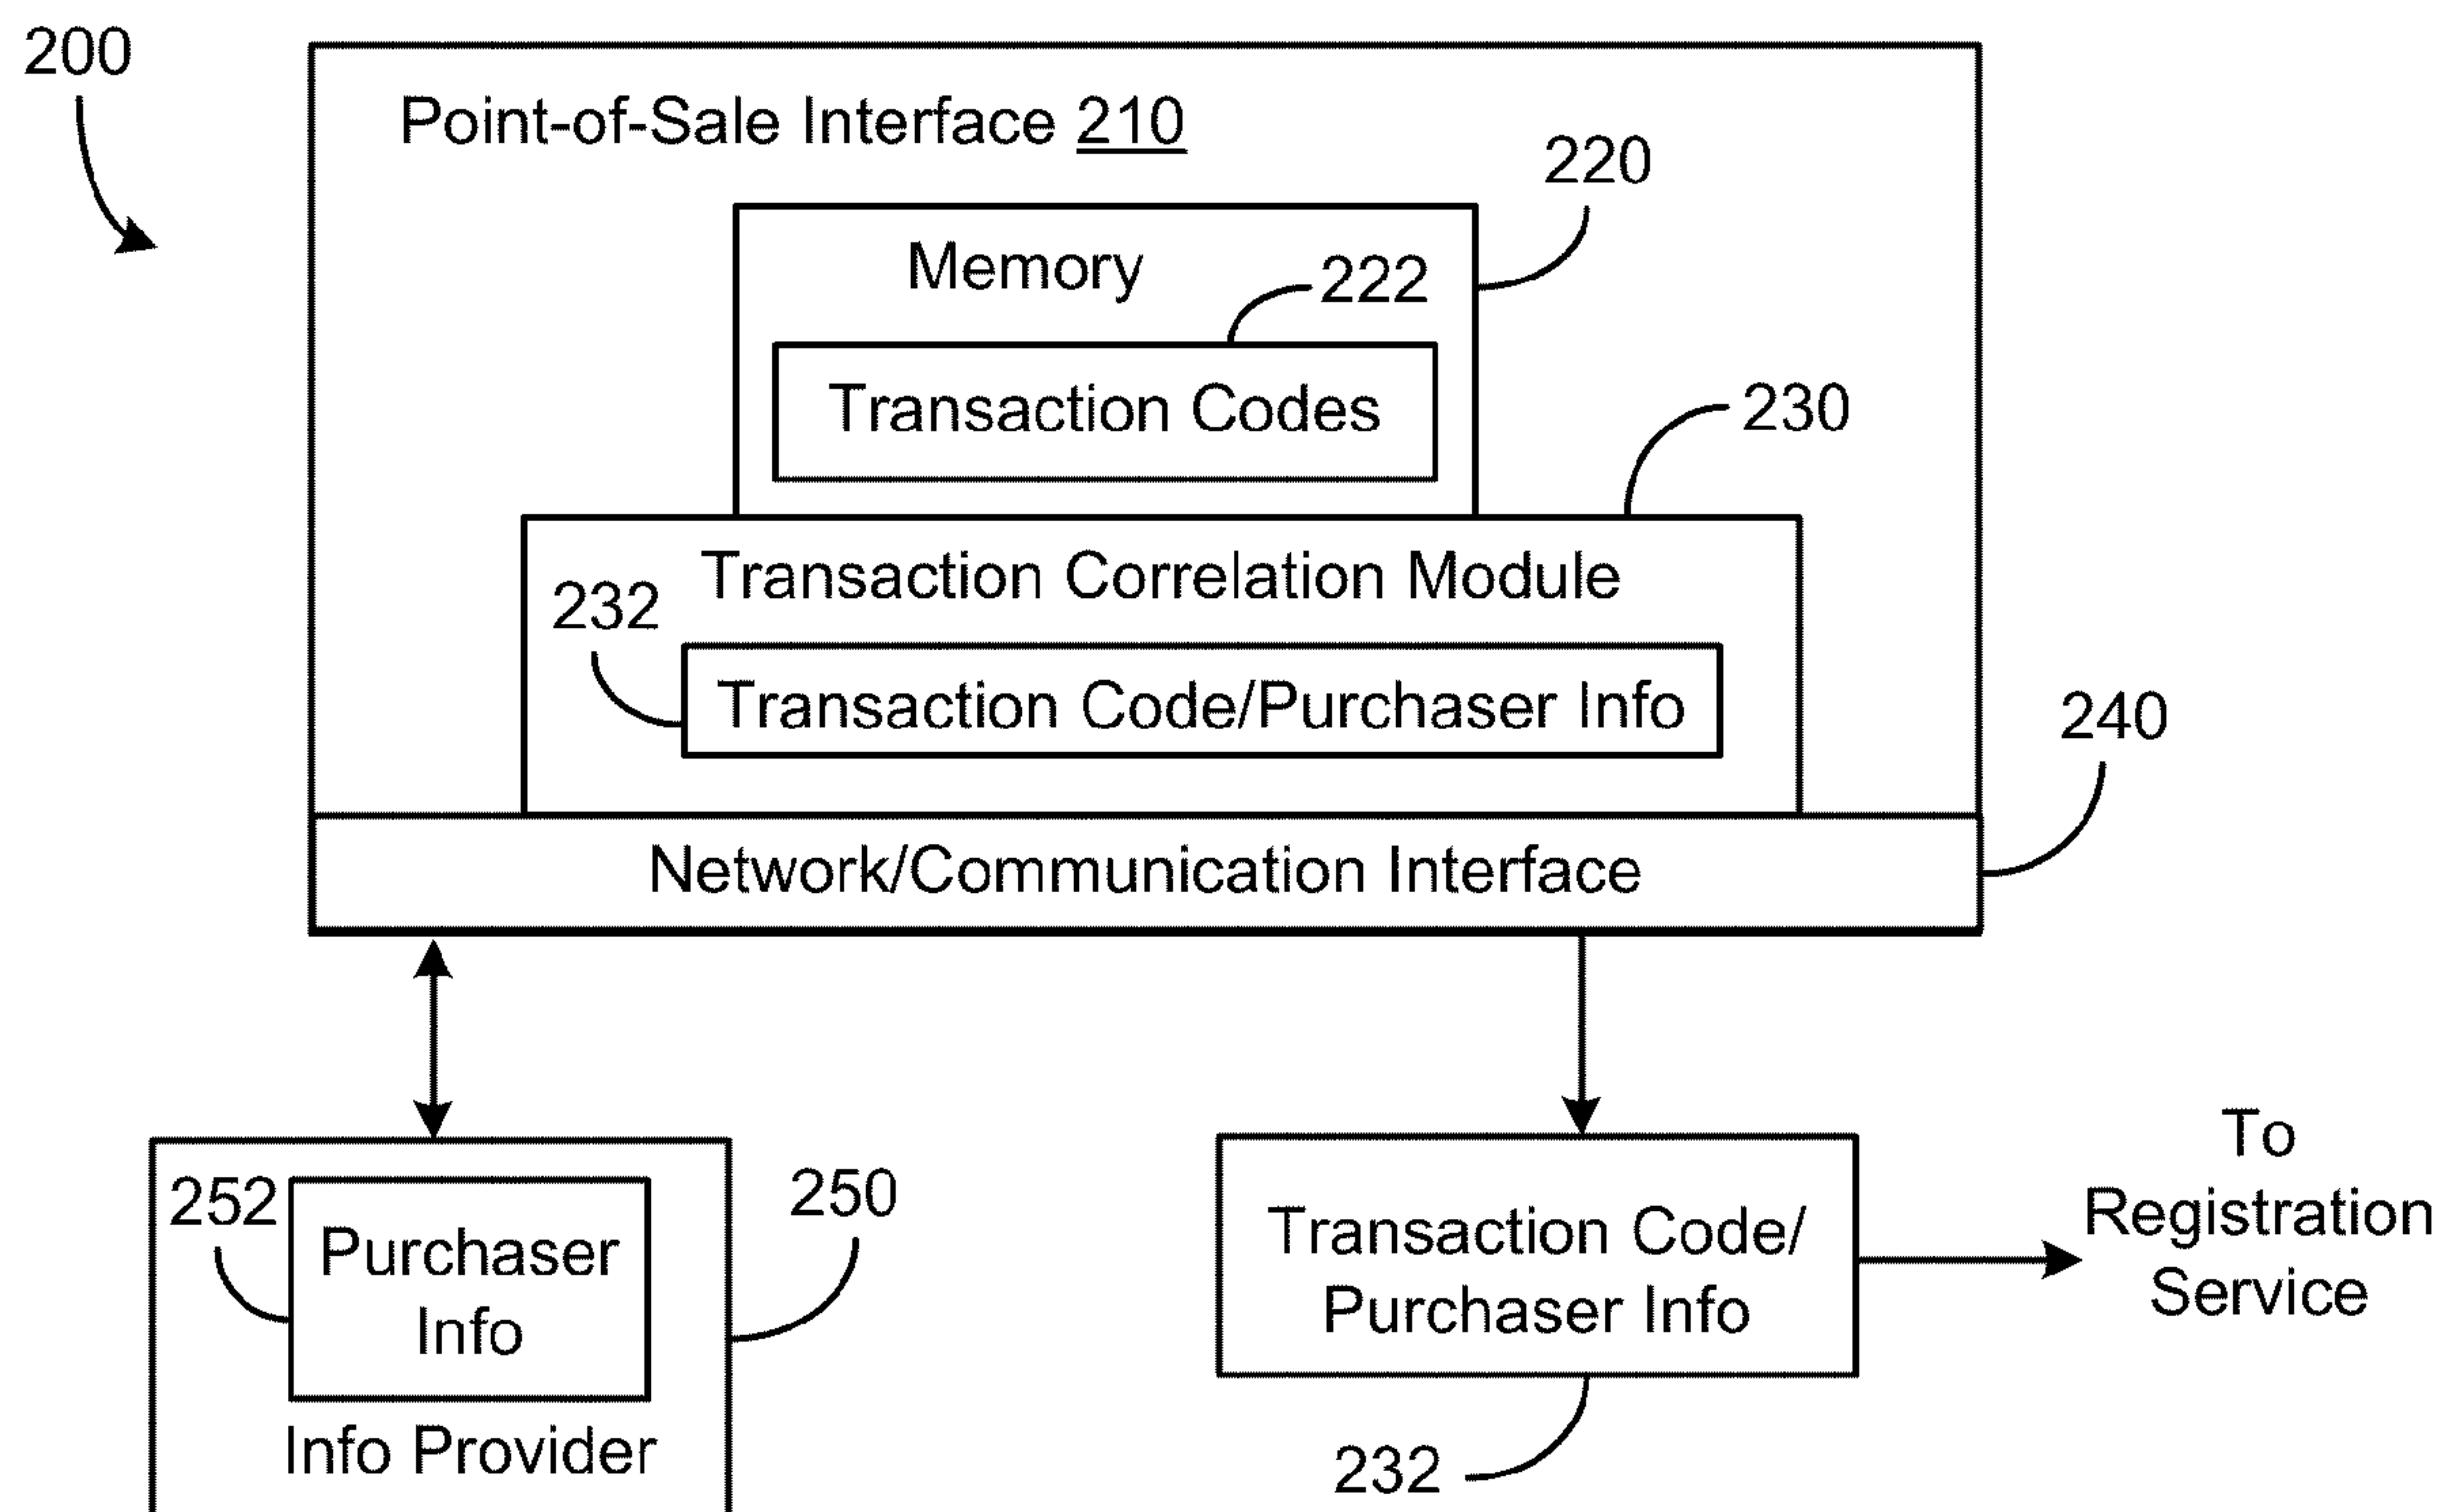 200
Point-of-Sale Interface 210
220
Memory
222
Transaction Codes
230
Transaction Correlation Module
232
Transaction Code/Purchaser Info
240
Network/Communication Interface
252
Purchaser
Info
250
Info Provider
Transaction Code/
Purchaser Info
232
To
Registration
Service